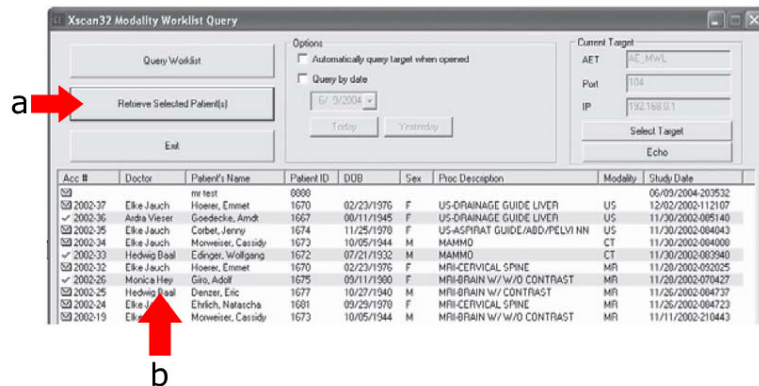 Xscan32 Modality Worklist Query
Query Worklist
Retrieve Selected Patient(s)
Exit
Options
Automatically query target when opened
Query by date
6/ 9/2004
Today Yesterday
Current Target
AET AE_MWL
Port 104
IP 192.168.0.1
Select Target
Echo
a
Acc # Doctor Patient's Name Patient ID DOB Sex Proc Description Modality Study Date
mr test 8888 06/09/2004-203532
2002-37 Elke Jauch Hoerer, Emmet 1670 02/23/1976 F US-DRAINAGE GUIDE LIVER US 12/02/2002-112107
2002-36 Ardra Vieser Goedecke, Arndt 1667 08/11/1945 F US-DRAINAGE GUIDE LIVER US 11/30/2002-085140
2002-35 Elke Jauch Corbet, Jenny 1674 11/25/1978 F US-ASPIRAT GUIDE/ABD/PELVI NN US 11/30/2002-084043
2002-34 Elke Jauch Morweiser, Cassidy 1673 10/05/1944 M MAMMO CT 11/30/2002-084008
2002-33 Hedwig Baal Edinger, Wolfgang 1672 07/21/1932 M MAMMO CT 11/30/2002-083940
2002-32 Elke Jauch Hoerer, Emmet 1670 02/23/1976 F MRI-CERVICAL SPINE MR 11/28/2002-092025
2002-26 Monica Hey Giro, Adolf 1675 09/11/1980 F MRI-BRAIN W/ W/O CONTRAST MR 11/28/2002-070427
2002-25 Hedwig Baal Denzer, Eric 1677 10/27/1940 M MRI-BRAIN W/ CONTRAST MR 11/26/2002-084737
2002-24 Elke Jauch Ehrlich, Natascha 1681 09/29/1978 F MRI-CERVICAL SPINE MR 11/26/2002-084723
2002-19 Elke Jauch Morweiser, Cassidy 1673 10/05/1944 M MRI-BRAIN W/ W/O CONTRAST MR 11/11/2002-210443
b